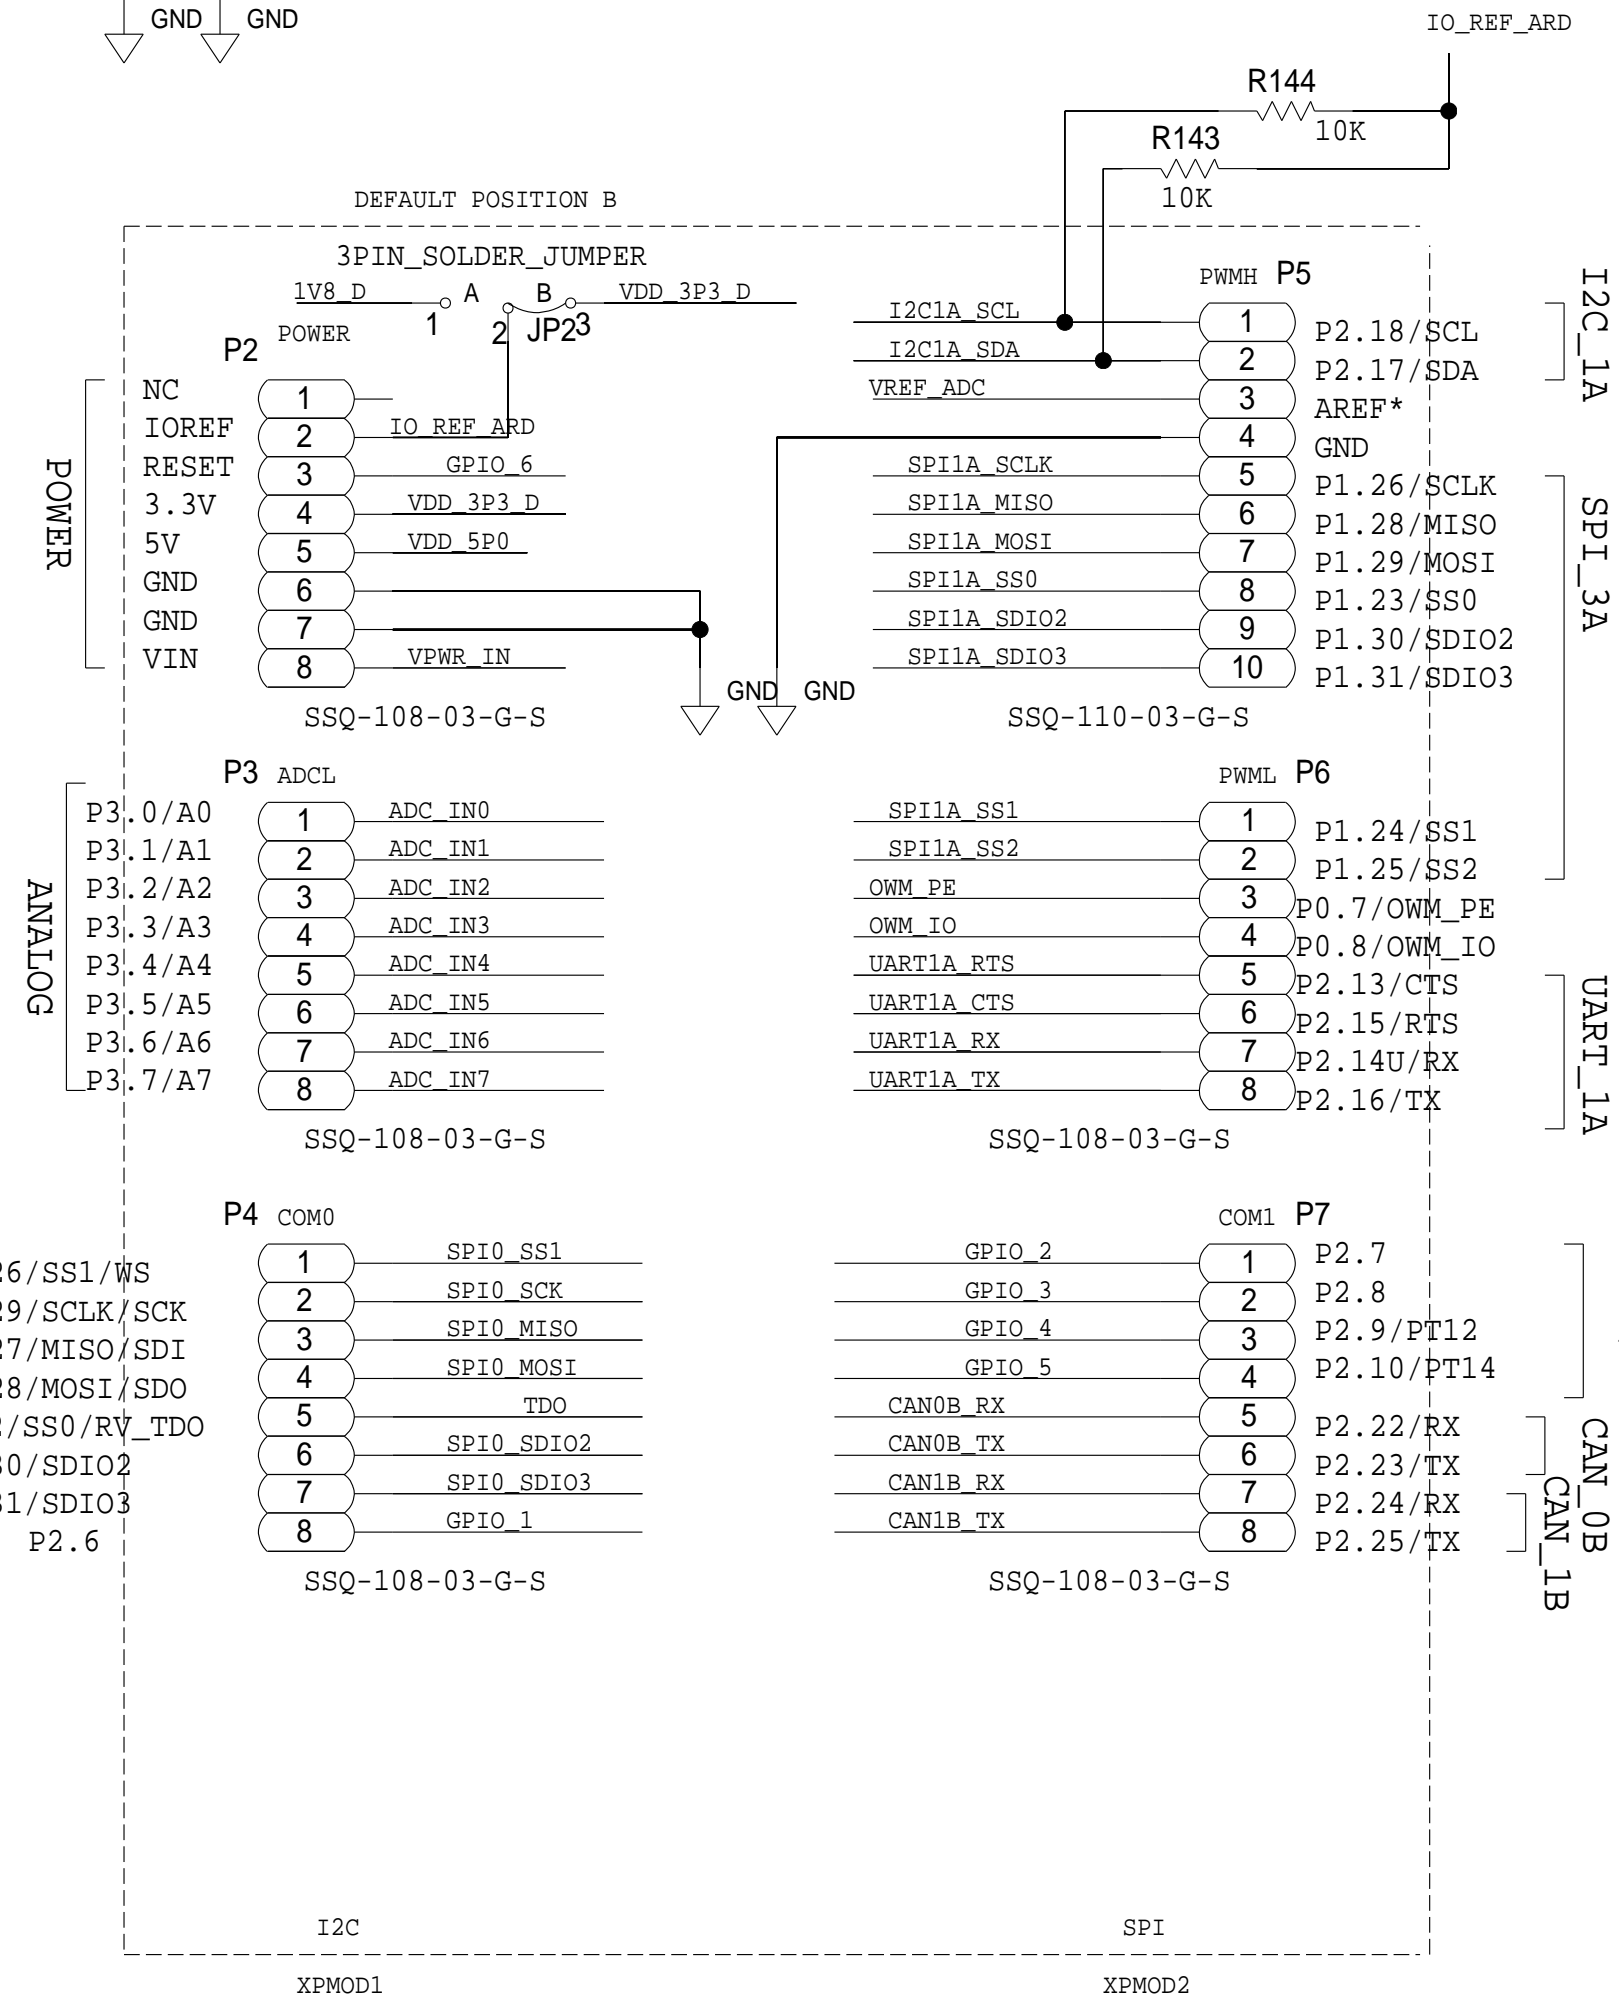 GND GND
IO_REF_ARD
R144
10K
R143
10K
DEFAULT POSITION B
3PIN_SOLDER_JUMPER
1V8_D A B VDD_3P3_D
1 2 JP2 3
P2 POWER
POWER
NC 1
IOREF 2 IO_REF_ARD
RESET 3 GPIO_6
3.3V 4 VDD_3P3_D
5V 5 VDD_5P0
GND 6
GND 7
VIN 8 VPWR_IN
GND GND
SSQ-108-03-G-S
PWMH P5
I2C1A_SCL 1 P2.18/SCL
I2C1A_SDA 2 P2.17/SDA
VREF_ADC 3 AREF*
4 GND
SPI1A_SCLK 5 P1.26/SCLK
SPI1A_MISO 6 P1.28/MISO
SPI1A_MOSI 7 P1.29/MOSI
SPI1A_SS0 8 P1.23/SS0
SPI1A_SDIO2 9 P1.30/SDIO2
SPI1A_SDIO3 10 P1.31/SDIO3
SSQ-110-03-G-S
I2C_1A
SPI_3A
P3 ADCL
ANALOG
P3.0/A0 1 ADC_IN0
P3.1/A1 2 ADC_IN1
P3.2/A2 3 ADC_IN2
P3.3/A3 4 ADC_IN3
P3.4/A4 5 ADC_IN4
P3.5/A5 6 ADC_IN5
P3.6/A6 7 ADC_IN6
P3.7/A7 8 ADC_IN7
SSQ-108-03-G-S
PWML P6
SPI1A_SS1 1 P1.24/SS1
SPI1A_SS2 2 P1.25/SS2
OWM_PE 3 P0.7/OWM_PE
OWM_IO 4 P0.8/OWM_IO
UART1A_RTS 5 P2.13/CTS
UART1A_CTS 6 P2.15/RTS
UART1A_RX 7 P2.14U/RX
UART1A_TX 8 P2.16/TX
SSQ-108-03-G-S
UART_1A
P4 COM0
26/SS1/WS 1 SPI0_SS1
29/SCLK/SCK 2 SPI0_SCK
27/MISO/SDI 3 SPI0_MISO
28/MOSI/SDO 4 SPI0_MOSI
/SS0/RV_TDO 5 TDO
30/SDIO2 6 SPI0_SDIO2
31/SDIO3 7 SPI0_SDIO3
P2.6 8 GPIO_1
SSQ-108-03-G-S
COM1 P7
GPIO_2 1 P2.7
GPIO_3 2 P2.8
GPIO_4 3 P2.9/PT12
GPIO_5 4 P2.10/PT14
CAN0B_RX 5 P2.22/RX
CAN0B_TX 6 P2.23/TX
CAN1B_RX 7 P2.24/RX
CAN1B_TX 8 P2.25/TX
SSQ-108-03-G-S
CAN_0B
CAN_1B
I2C SPI
XPMOD1 XPMOD2